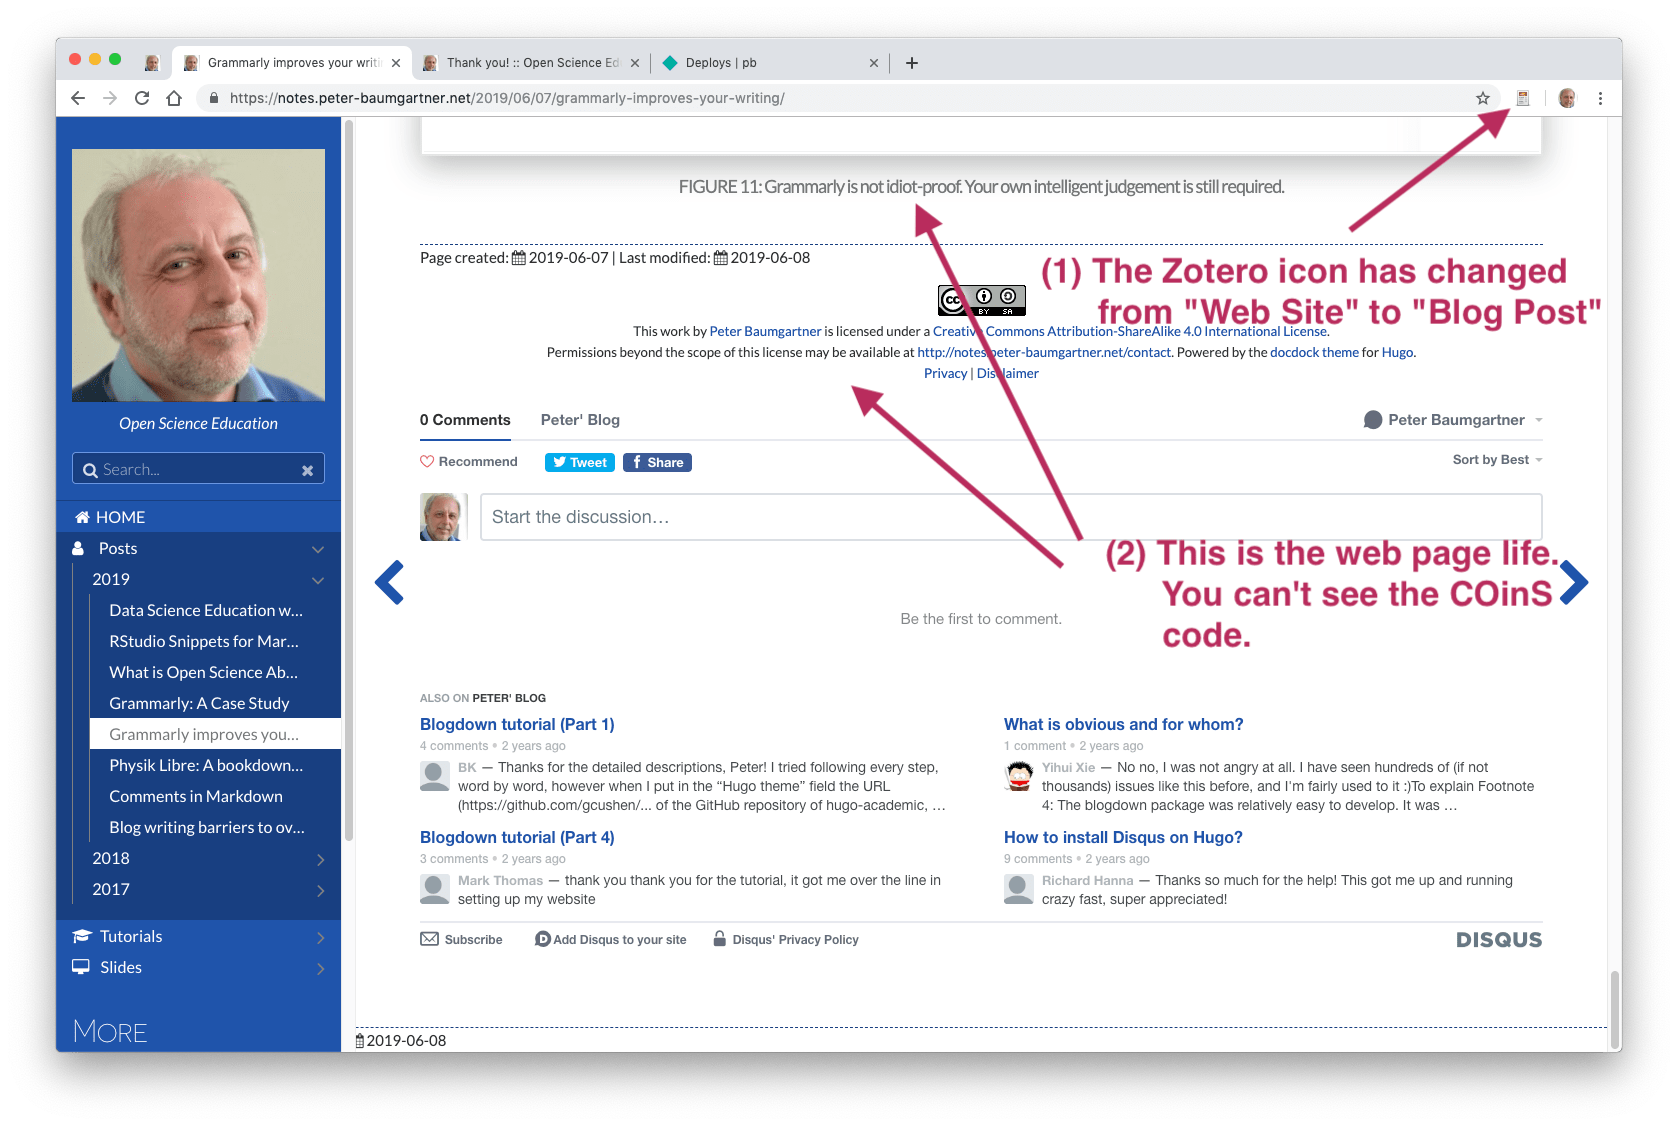 Grammarly improves your writi
Thank you! :: Open Science Ed
Deploys | pb
https://notes.peter-baumgartner.net/2019/06/07/grammarly-improves-your-writing/
Open Science Education
Search...
HOME
Posts
2019
Data Science Education w...
RStudio Snippets for Mar...
What is Open Science Ab...
Grammarly: A Case Study
Grammarly improves you...
Physik Libre: A bookdown...
Comments in Markdown
Blog writing barriers to ov...
2018
2017
Tutorials
Slides
MORE
FIGURE 11: Grammarly is not idiot-proof. Your own intelligent judgement is still required.
Page created: 2019-06-07 | Last modified: 2019-06-08
(1) The Zotero icon has changed
from "Web Site" to "Blog Post"
cc BY SA
This work by Peter Baumgartner is licensed under a Creative Commons Attribution-ShareAlike 4.0 International License.
Permissions beyond the scope of this license may be available at http://notes.peter-baumgartner.net/contact. Powered by the docdock theme for Hugo.
Privacy | Disclaimer
0 Comments Peter' Blog Peter Baumgartner
Recommend Tweet Share Sort by Best
Start the discussion…
(2) This is the web page life.
You can't see the COinS
code.
Be the first to comment.
ALSO ON PETER' BLOG
Blogdown tutorial (Part 1)
4 comments • 2 years ago
BK — Thanks for the detailed descriptions, Peter! I tried following every step,
word by word, however when I put in the “Hugo theme” field the URL
(https://github.com/gcushen/... of the GitHub repository of hugo-academic, …
What is obvious and for whom?
1 comment • 2 years ago
Yihui Xie — No no, I was not angry at all. I have seen hundreds of (if not
thousands) issues like this before, and I'm fairly used to it :)To explain Footnote
4: The blogdown package was relatively easy to develop. It was …
Blogdown tutorial (Part 4)
3 comments • 2 years ago
Mark Thomas — thank you thank you for the tutorial, it got me over the line in
setting up my website
How to install Disqus on Hugo?
9 comments • 2 years ago
Richard Hanna — Thanks so much for the help! This got me up and running
crazy fast, super appreciated!
Subscribe Add Disqus to your site Disqus' Privacy Policy DISQUS
2019-06-08